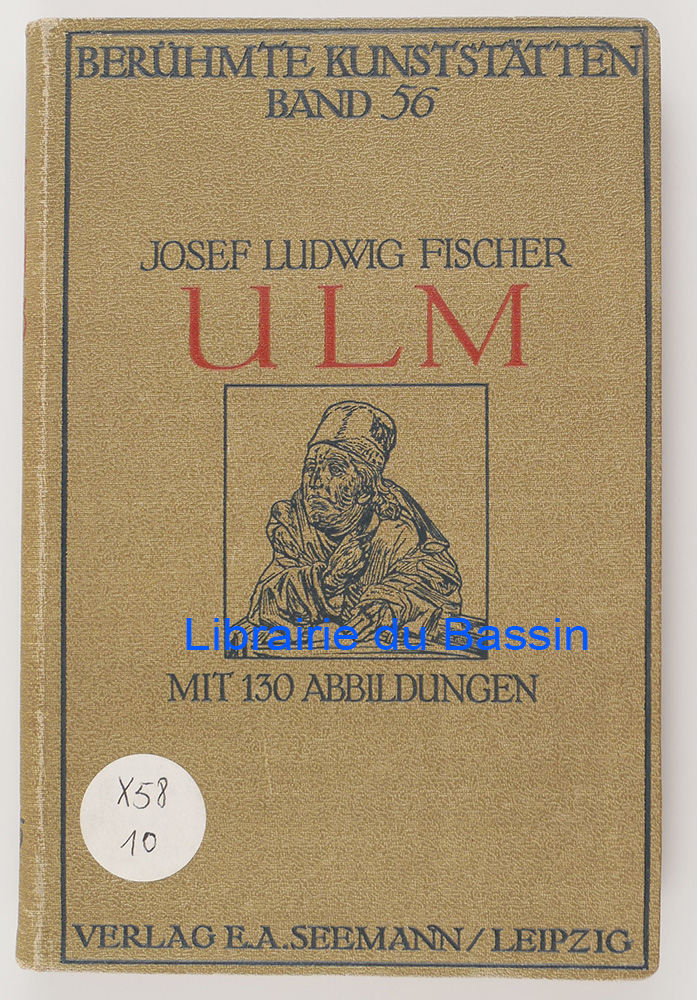 BERÜHMTE KUNSTSTÄTTEN
BAND 56
JOSEF LUDWIG FISCHER
ULM
Librairie du Bassin
MIT 130 ABBILDUNGEN
X58
10
VERLAG E.A. SEEMANN / LEIPZIG